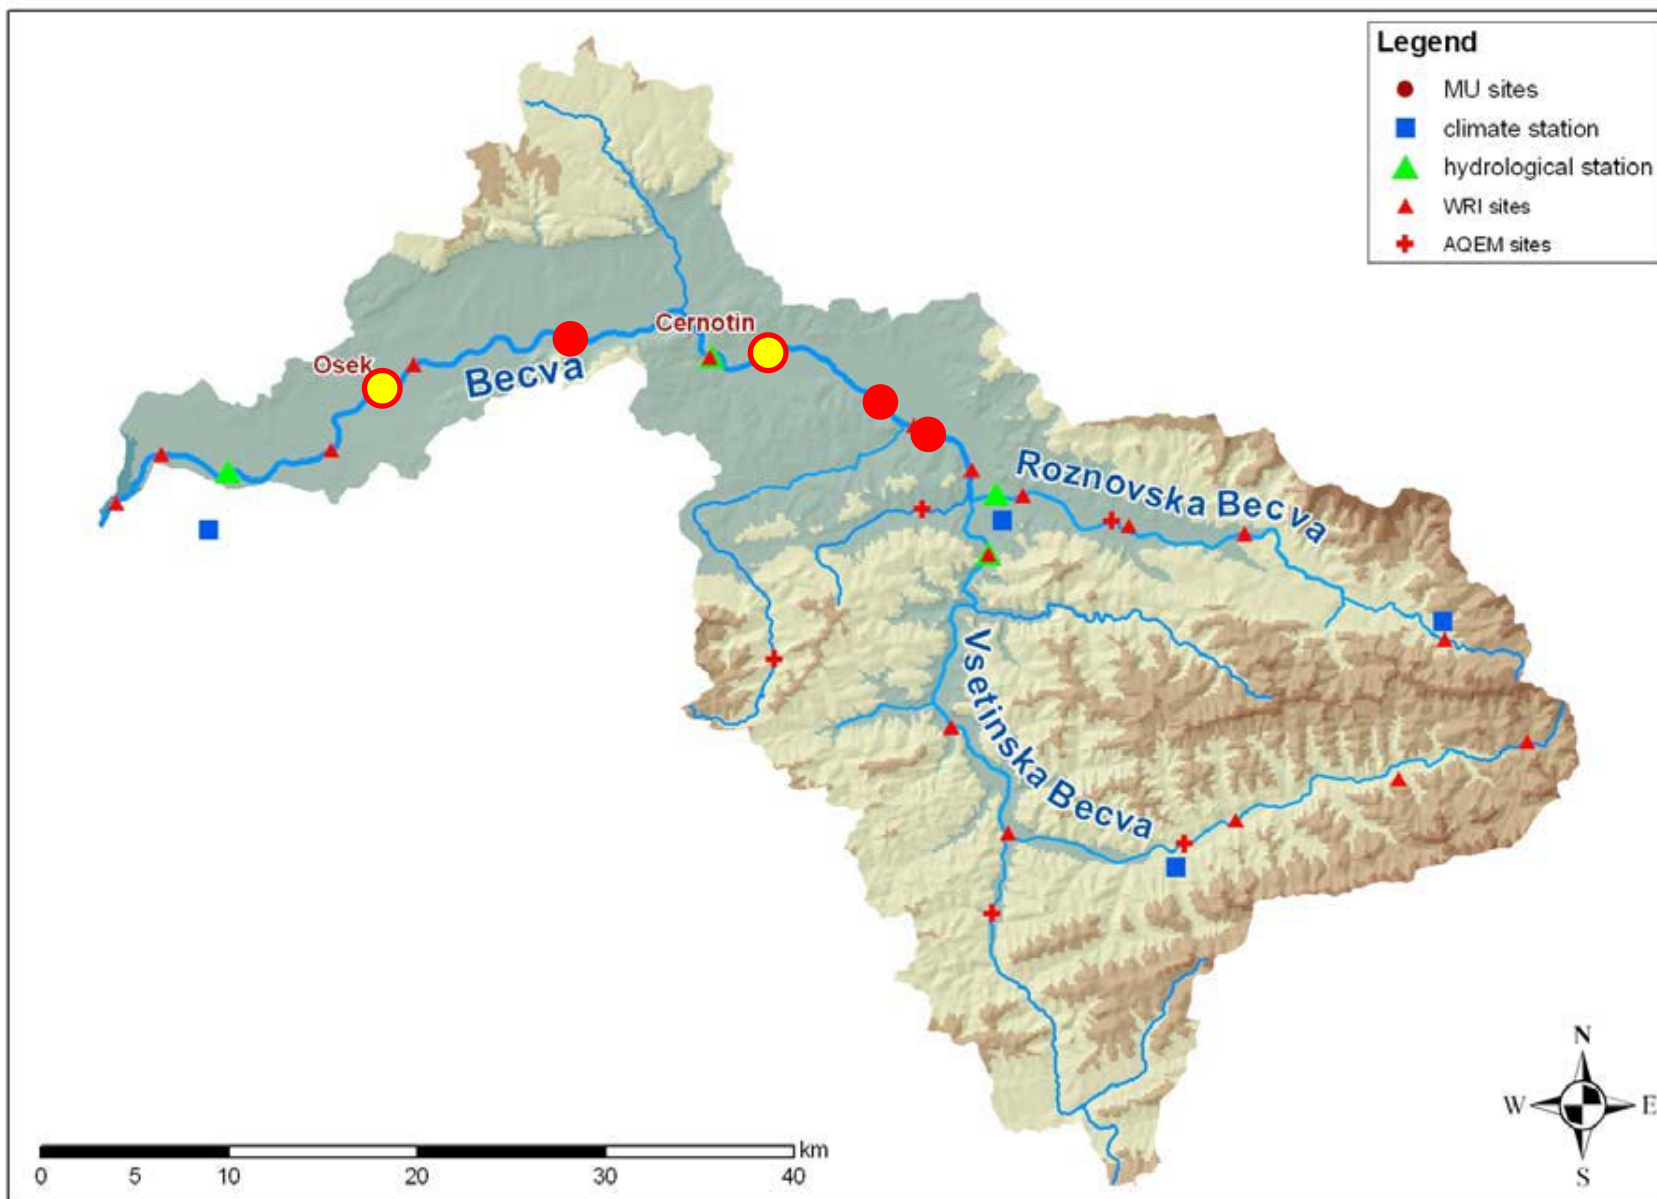 Legend
MU sites
climate station
hydrological station
WRI sites
AQEM sites
Cernotin
Osek
Becva
Roznovska Becva
Vsetinska Becva
N
W E
S
km
0 5 10 20 30 40